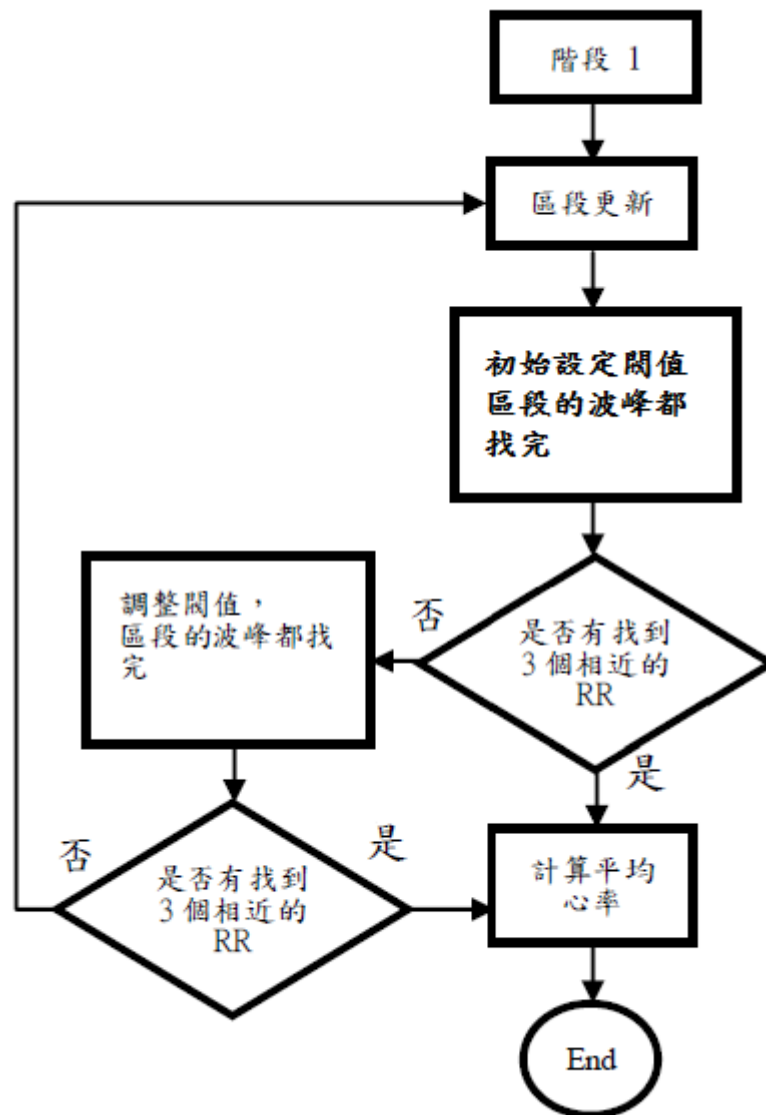 階段 1
區段更新
初始設定閥值
區段的波峰都
找完
是否有找到
3 個相近的
RR
否
是
調整閥值，
區段的波峰都找
完
是否有找到
3 個相近的
RR
否
是
計算平均
心率
End